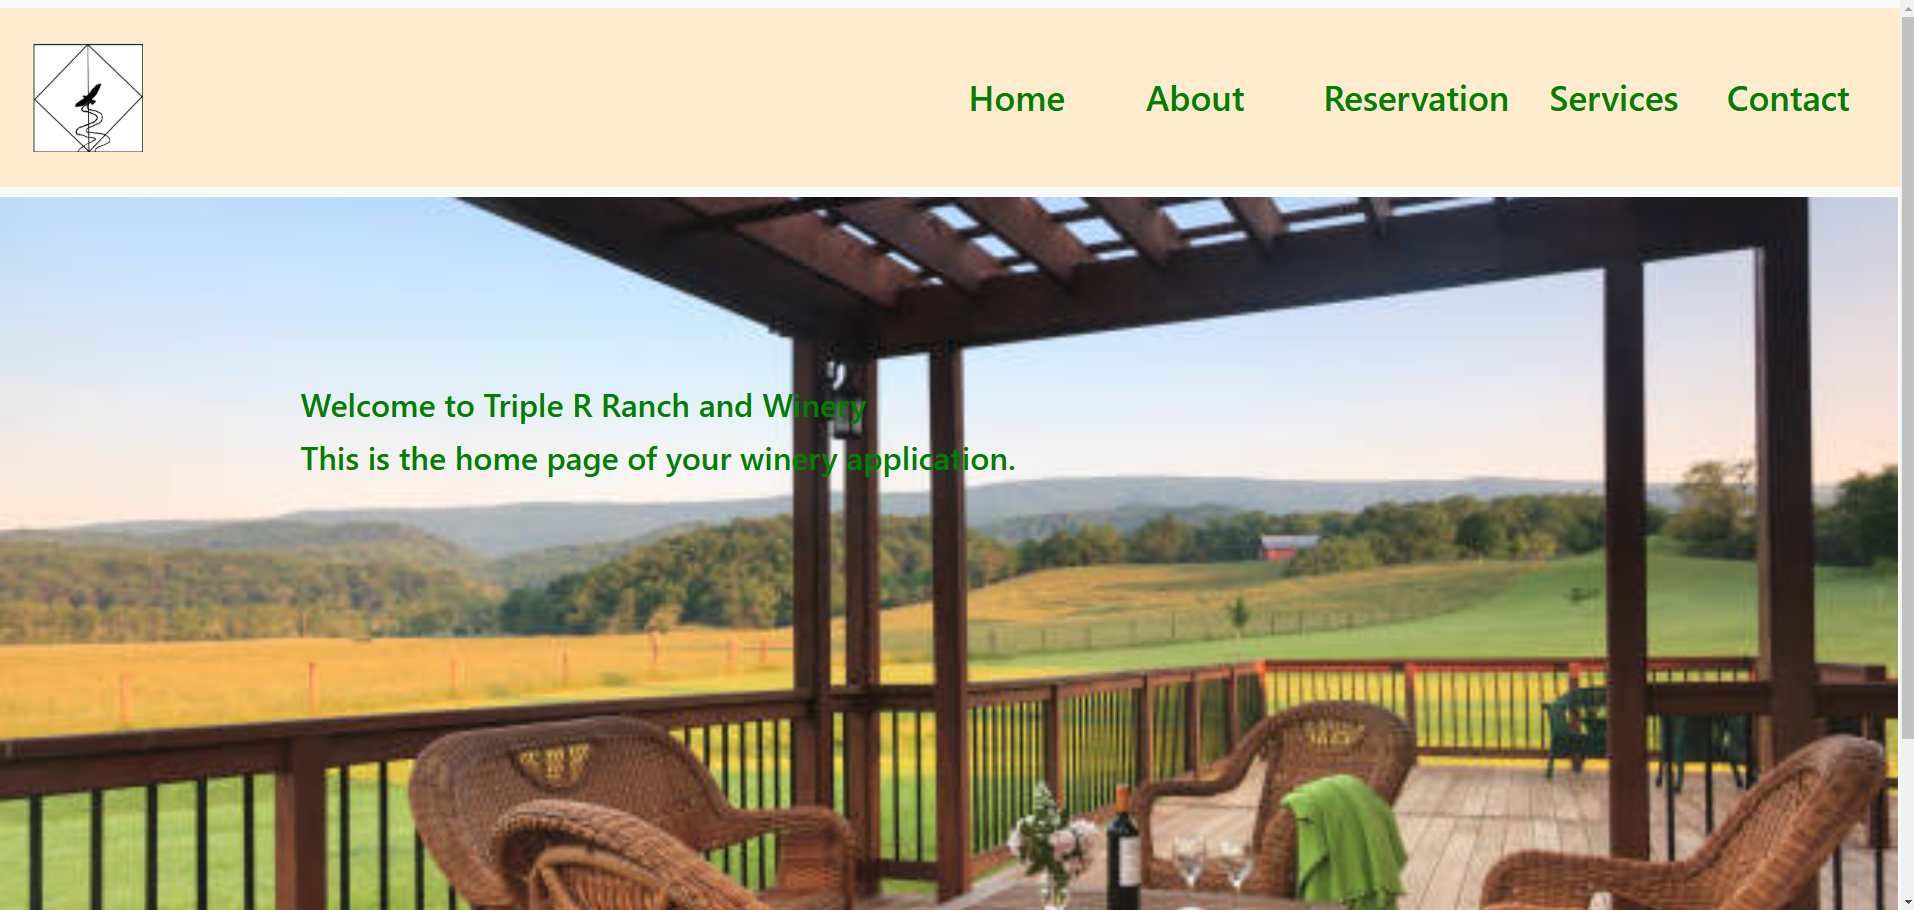 Home About Reservation Services Contact
Welcome to Triple R Ranch and Winery
This is the home page of your winery application.